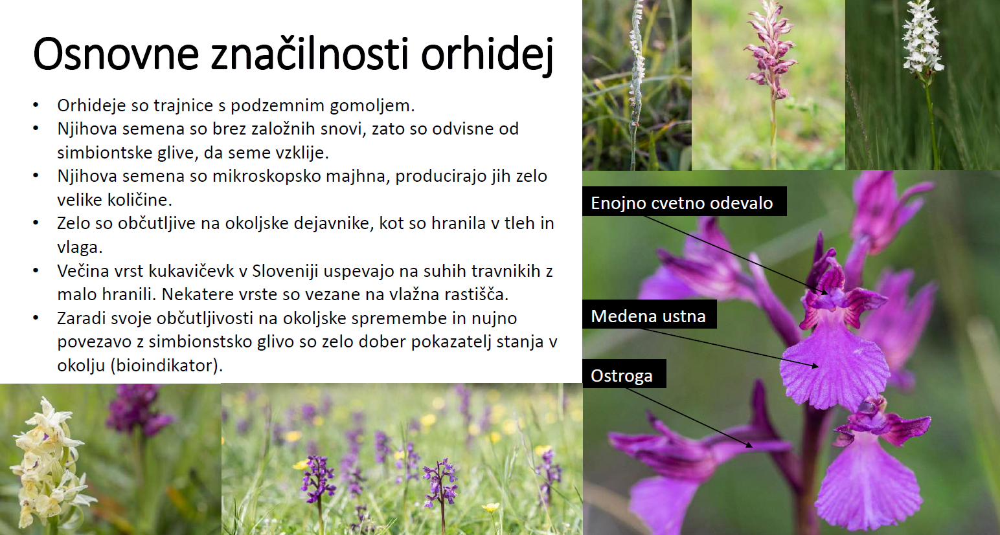 Osnovne značilnosti orhidej
• Orhideje so trajnice s podzemnim gomoljem.
• Njihova semena so brez založnih snovi, zato so odvisne od
simbiontske glive, da seme vzklije.
• Njihova semena so mikroskopsko majhna, producirajo jih zelo
velike količine.
• Zelo so občutljive na okoljske dejavnike, kot so hranila v tleh in
vlaga.
• Večina vrst kukavičevk v Sloveniji uspevajo na suhih travnikih z
malo hranili. Nekatere vrste so vezane na vlažna rastišča.
• Zaradi svoje občutljivosti na okoljske spremembe in nujno
povezavo z simbionstsko glivo so zelo dober pokazatelj stanja v
okolju (bioindikator).
Enojno cvetno odevalo
Medena ustna
Ostroga